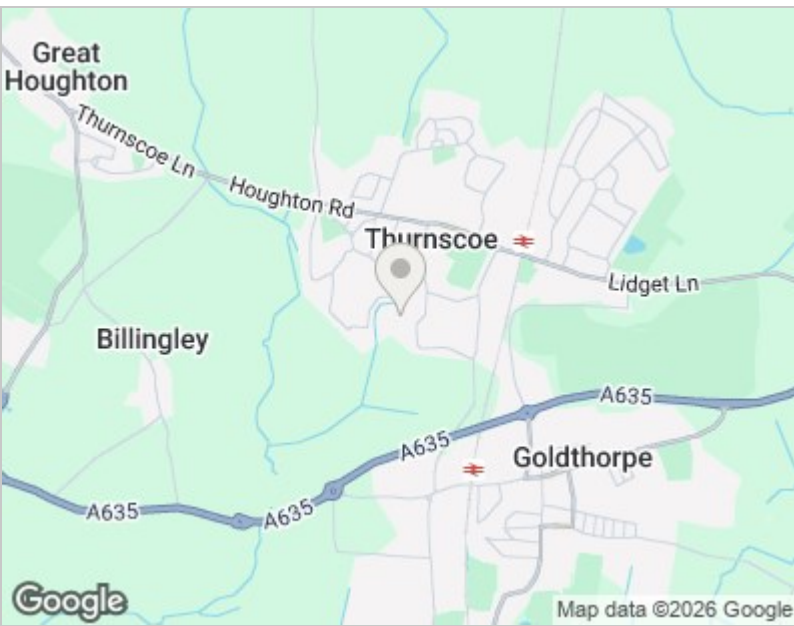 Great
Houghton
Thurnscoe Ln
Houghton Rd
Thurnscoe
Lidget Ln
Billingley
A635
A635
Goldthorpe
A635
A635
Google
Map data ©2026 Google